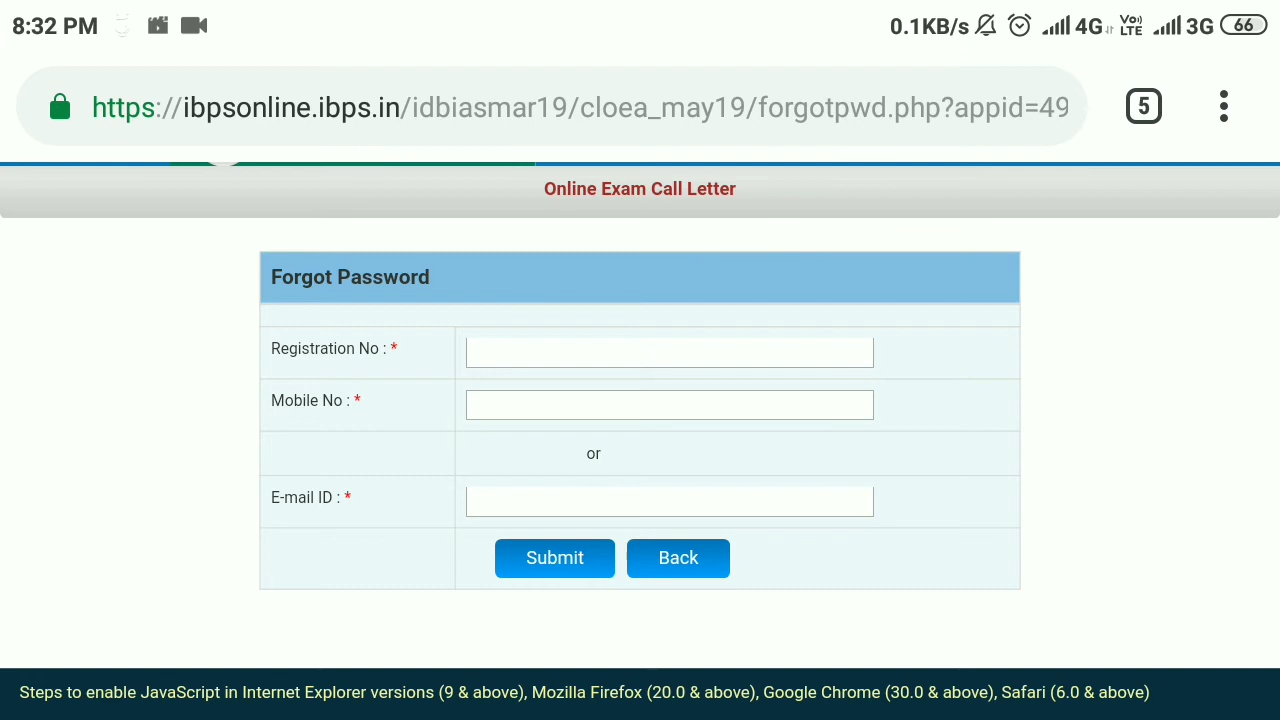 8:32 PM 0.1KB/s 4G Vo) LTE 3G 66
https://ibpsonline.ibps.in/idbiasmar19/cloea_may19/forgotpwd.php?appid=49 5
Online Exam Call Letter
Forgot Password
Registration No : *
Mobile No : *
or
E-mail ID : *
Submit Back
Steps to enable JavaScript in Internet Explorer versions (9 & above), Mozilla Firefox (20.0 & above), Google Chrome (30.0 & above), Safari (6.0 & above)